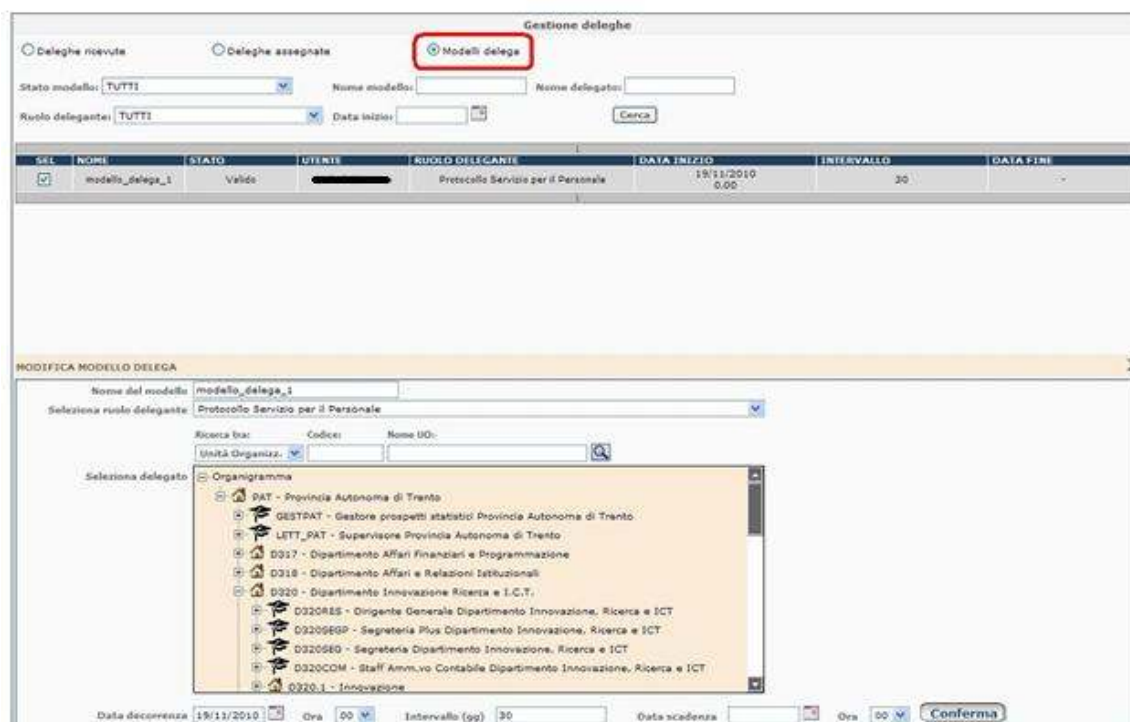 Gestione deleghe
Deleghe ricevute Deleghe assegnate Modelli delega
Stato modello: TUTTI Nome modello: Nome delegato:
Ruolo delegante: TUTTI Data inizio: Cerca
1
SEL NOME STATO UTENTE RUOLO DELEGANTE DATA INIZIO INTERVALLO DATA FINE
modello_delega_1 Valido Protocollo Servizio per il Personale 19/11/2010 0.00 30 -
1
MODIFICA MODELLO DELEGA
Nome del modello modello_delega_1
Seleziona ruolo delegante Protocollo Servizio per il Personale
Ricerca tra: Codice: Nome UO:
Unità Organizz.
Seleziona delegato Organigramma
PAT - Provincia Autonoma di Trento
GESTPAT - Gestore prospetti statistici Provincia Autonoma di Trento
LETT_PAT - Supervisore Provincia Autonoma di Trento
D317 - Dipartimento Affari Finanziari e Programmazione
D318 - Dipartimento Affari e Relazioni Istituzionali
D320 - Dipartimento Innovazione Ricerca e I.C.T.
D320RES - Dirigente Generale Dipartimento Innovazione, Ricerca e ICT
D320SEGP - Segreteria Plus Dipartimento Innovazione, Ricerca e ICT
D320SEG - Segreteria Dipartimento Innovazione, Ricerca e ICT
D320COM - Staff Amm.vo Contabile Dipartimento Innovazione, Ricerca e ICT
D320.1 - Innovazione
Data decorrenza 19/11/2010 Ora 00 Intervallo (gg) 30 Data scadenza Ora 00 Conferma